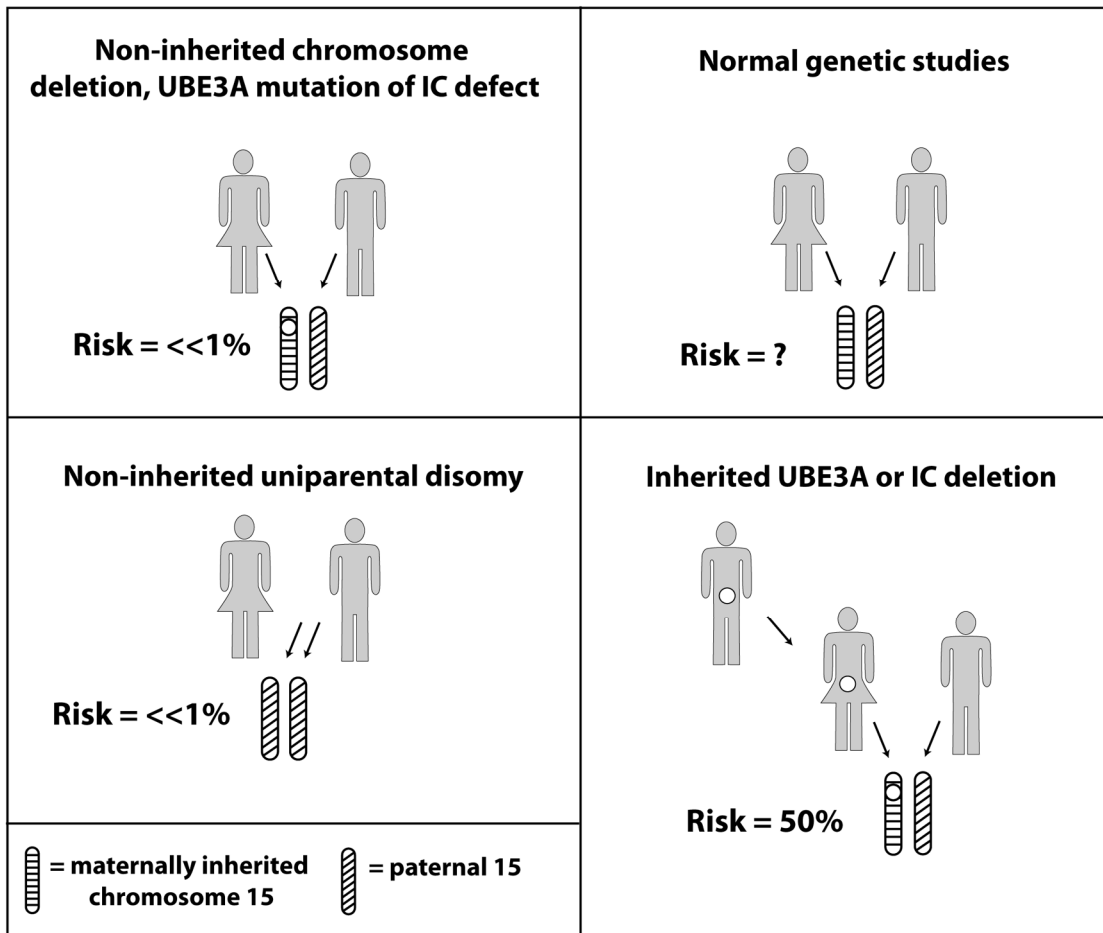 Non-inherited chromosome
deletion, UBE3A mutation of IC defect
Risk = <<1%
Normal genetic studies
Risk = ?
Non-inherited uniparental disomy
Risk = <<1%
Inherited UBE3A or IC deletion
Risk = 50%
= maternally inherited
chromosome 15
= paternal 15